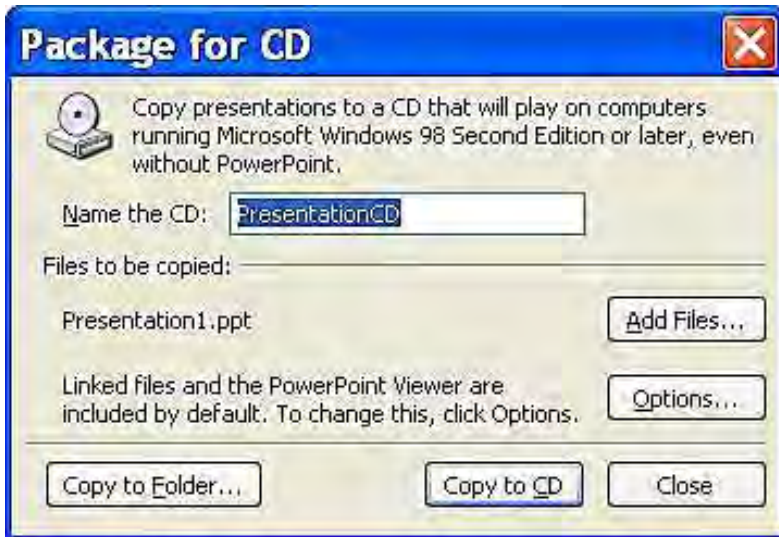 Package for CD
Copy presentations to a CD that will play on computers
running Microsoft Windows 98 Second Edition or later, even
without PowerPoint.
Name the CD: PresentationCD
Files to be copied:
Presentation1.ppt
Add Files...
Linked files and the PowerPoint Viewer are
included by default. To change this, click Options.
Options...
Copy to Folder...
Copy to CD
Close